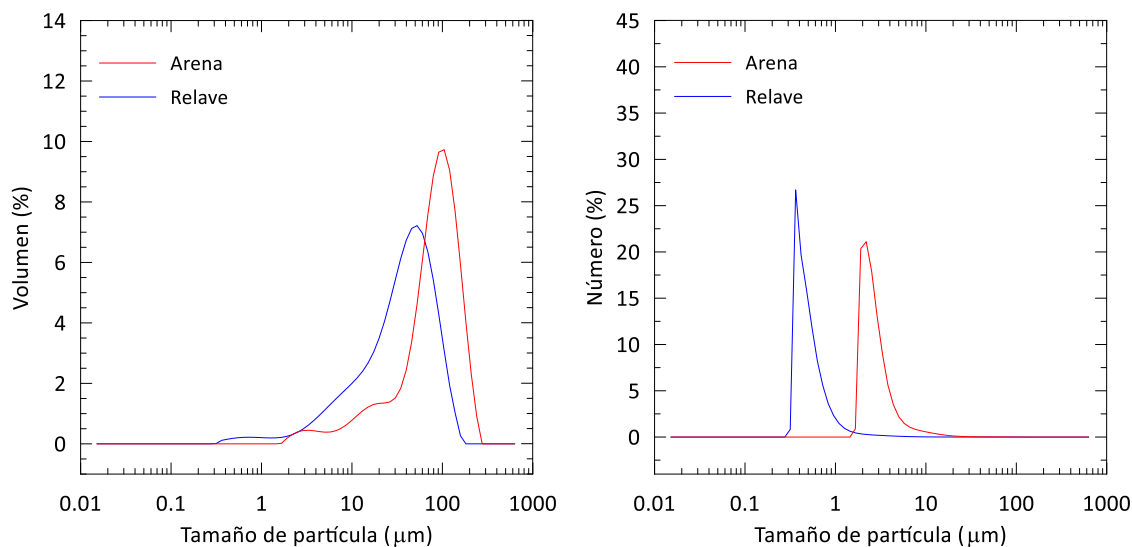 14
12
10
8
6
4
2
0
Volumen (%)
Arena
Relave
0.01 0.1 1 10 100 1000
Tamaño de partícula (μm)
45
40
35
30
25
20
15
10
5
0
Número (%)
Arena
Relave
0.01 0.1 1 10 100 1000
Tamaño de partícula (μm)